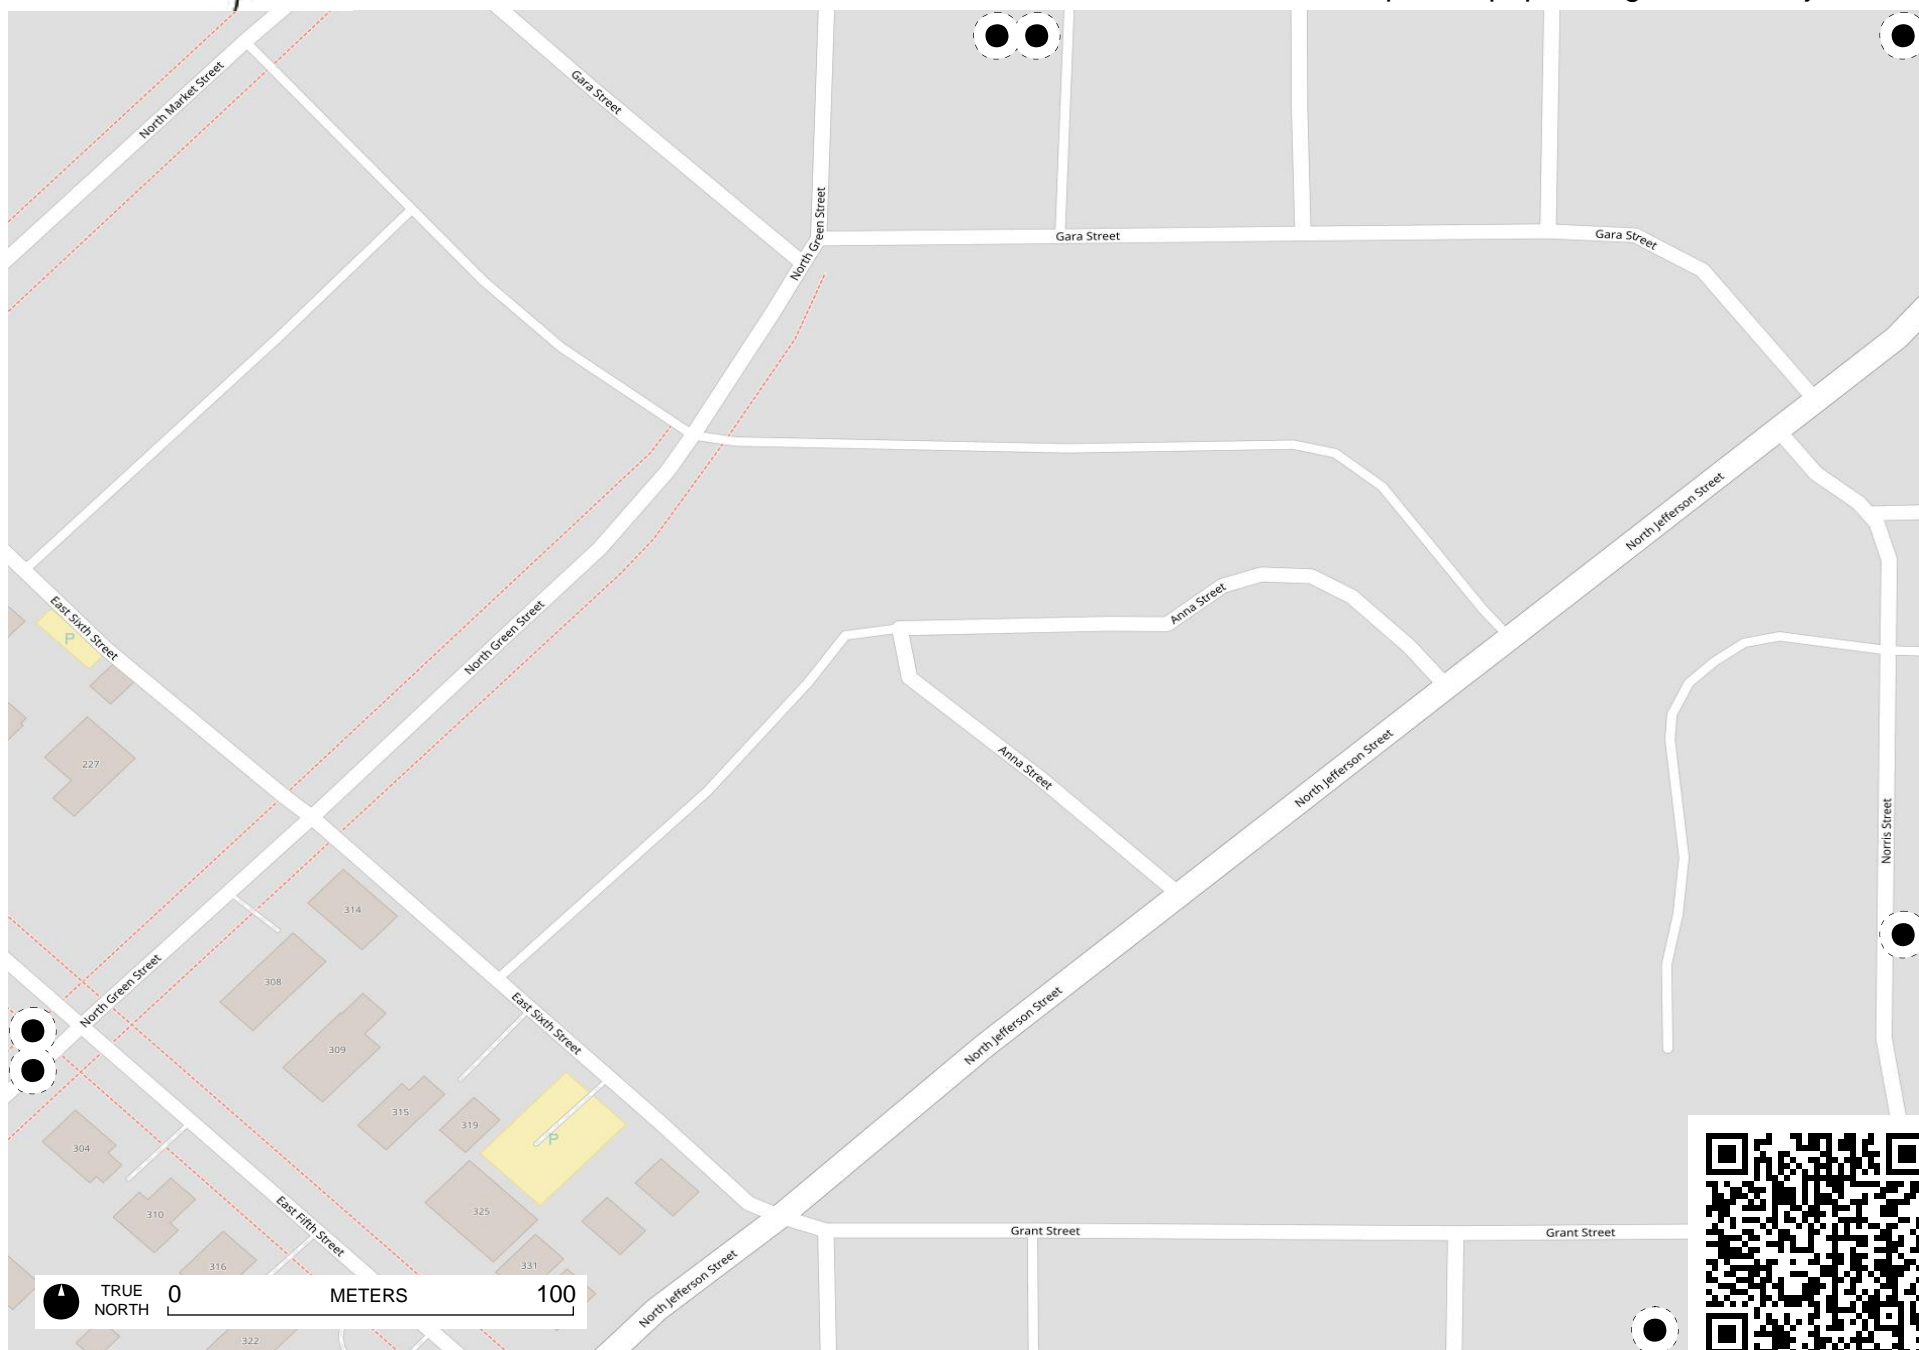 North Market Street
Gara Street
North Green Street
Gara Street
Gara Street
North Jefferson Street
Anna Street
East Sixth Street
P
North Green Street
227
Anna Street
North Jefferson Street
Norris Street
314
308
North Green Street
East Sixth Street
North Jefferson Street
309
315
319
P
304
310
325
East Fifth Street
Grant Street
Grant Street
316
331
North Jefferson Street
TRUE
NORTH
0 METERS 100
322